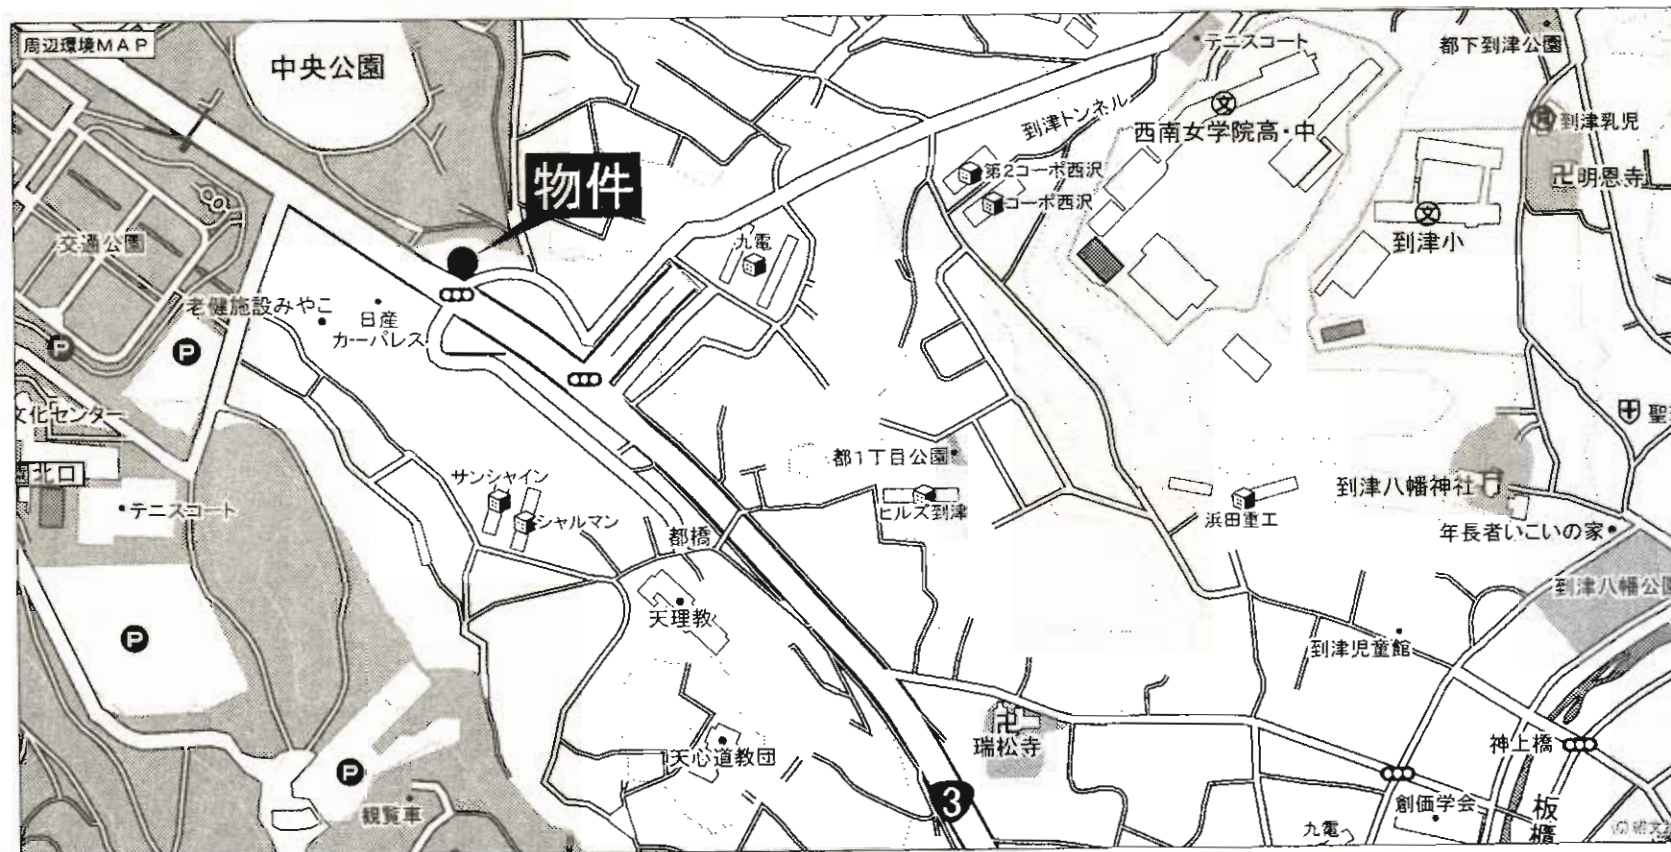 周辺環境MAP
中央公園
テニスコート
都下到津公園
到津トンネル
西南女学院高・中
文
到津乳児
明恩寺
物件
第2コーポ西沢
コーポ西沢
文
到津小
交通公園
九電
老健施設みやこ
日産
カーパレス
P
P
文化センター
園北口
テニスコート
サンシャイン
シャルマン
都橋
都1丁目公園
ヒルズ到津
浜田重工
到津八幡神社
年長者いこいの家
到津八幡公園
天理教
到津児童館
P
瑞松寺
天心道教団
神上橋
P
観覧車
3
創価学会
九電
板櫃